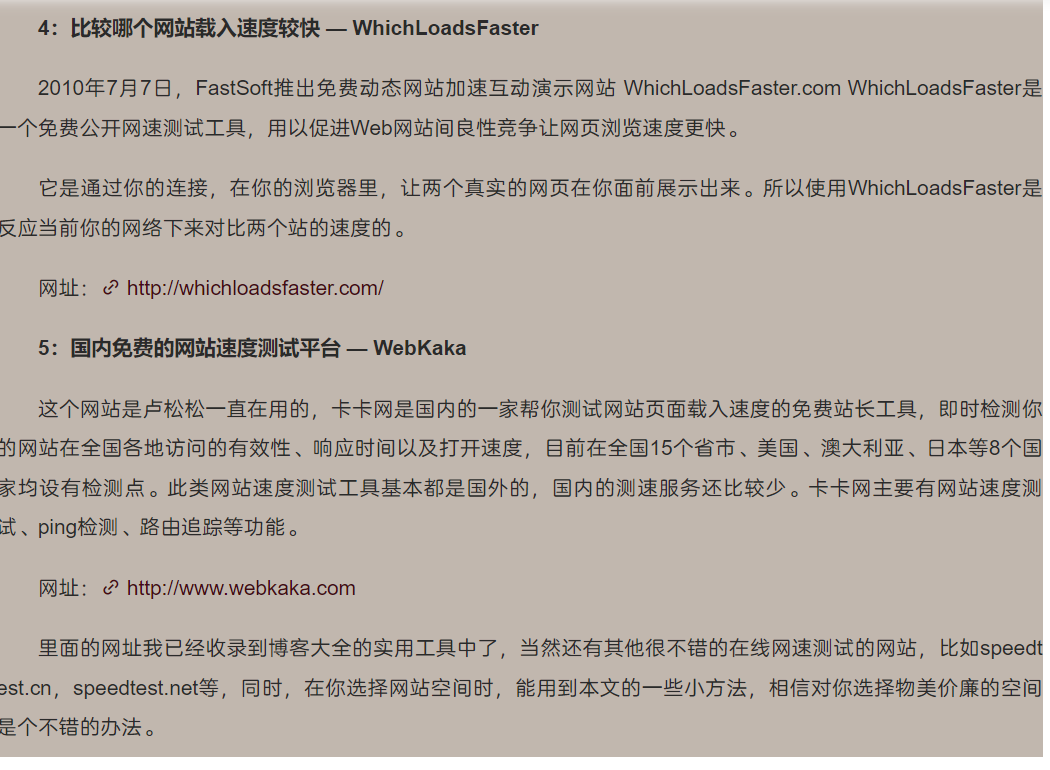 4：比较哪个网站载入速度较快 — WhichLoadsFaster
2010年7月7日，FastSoft推出免费动态网站加速互动演示网站 WhichLoadsFaster.com WhichLoadsFaster是
一个免费公开网速测试工具，用以促进Web网站间良性竞争让网页浏览速度更快。
它是通过你的连接，在你的浏览器里，让两个真实的网页在你面前展示出来。所以使用WhichLoadsFaster是
反应当前你的网络下来对比两个站的速度的。
网址： http://whichloadsfaster.com/
5：国内免费的网站速度测试平台 — WebKaka
这个网站是卢松松一直在用的，卡卡网是国内的一家帮你测试网站页面载入速度的免费站长工具，即时检测你
的网站在全国各地访问的有效性、响应时间以及打开速度，目前在全国15个省市、美国、澳大利亚、日本等8个国
家均设有检测点。此类网站速度测试工具基本都是国外的，国内的测速服务还比较少。卡卡网主要有网站速度测
试、ping检测、路由追踪等功能。
网址： http://www.webkaka.com
里面的网址我已经收录到博客大全的实用工具中了，当然还有其他很不错的在线网速测试的网站，比如speedt
est.cn，speedtest.net等，同时，在你选择网站空间时，能用到本文的一些小方法，相信对你选择物美价廉的空间
是个不错的办法。